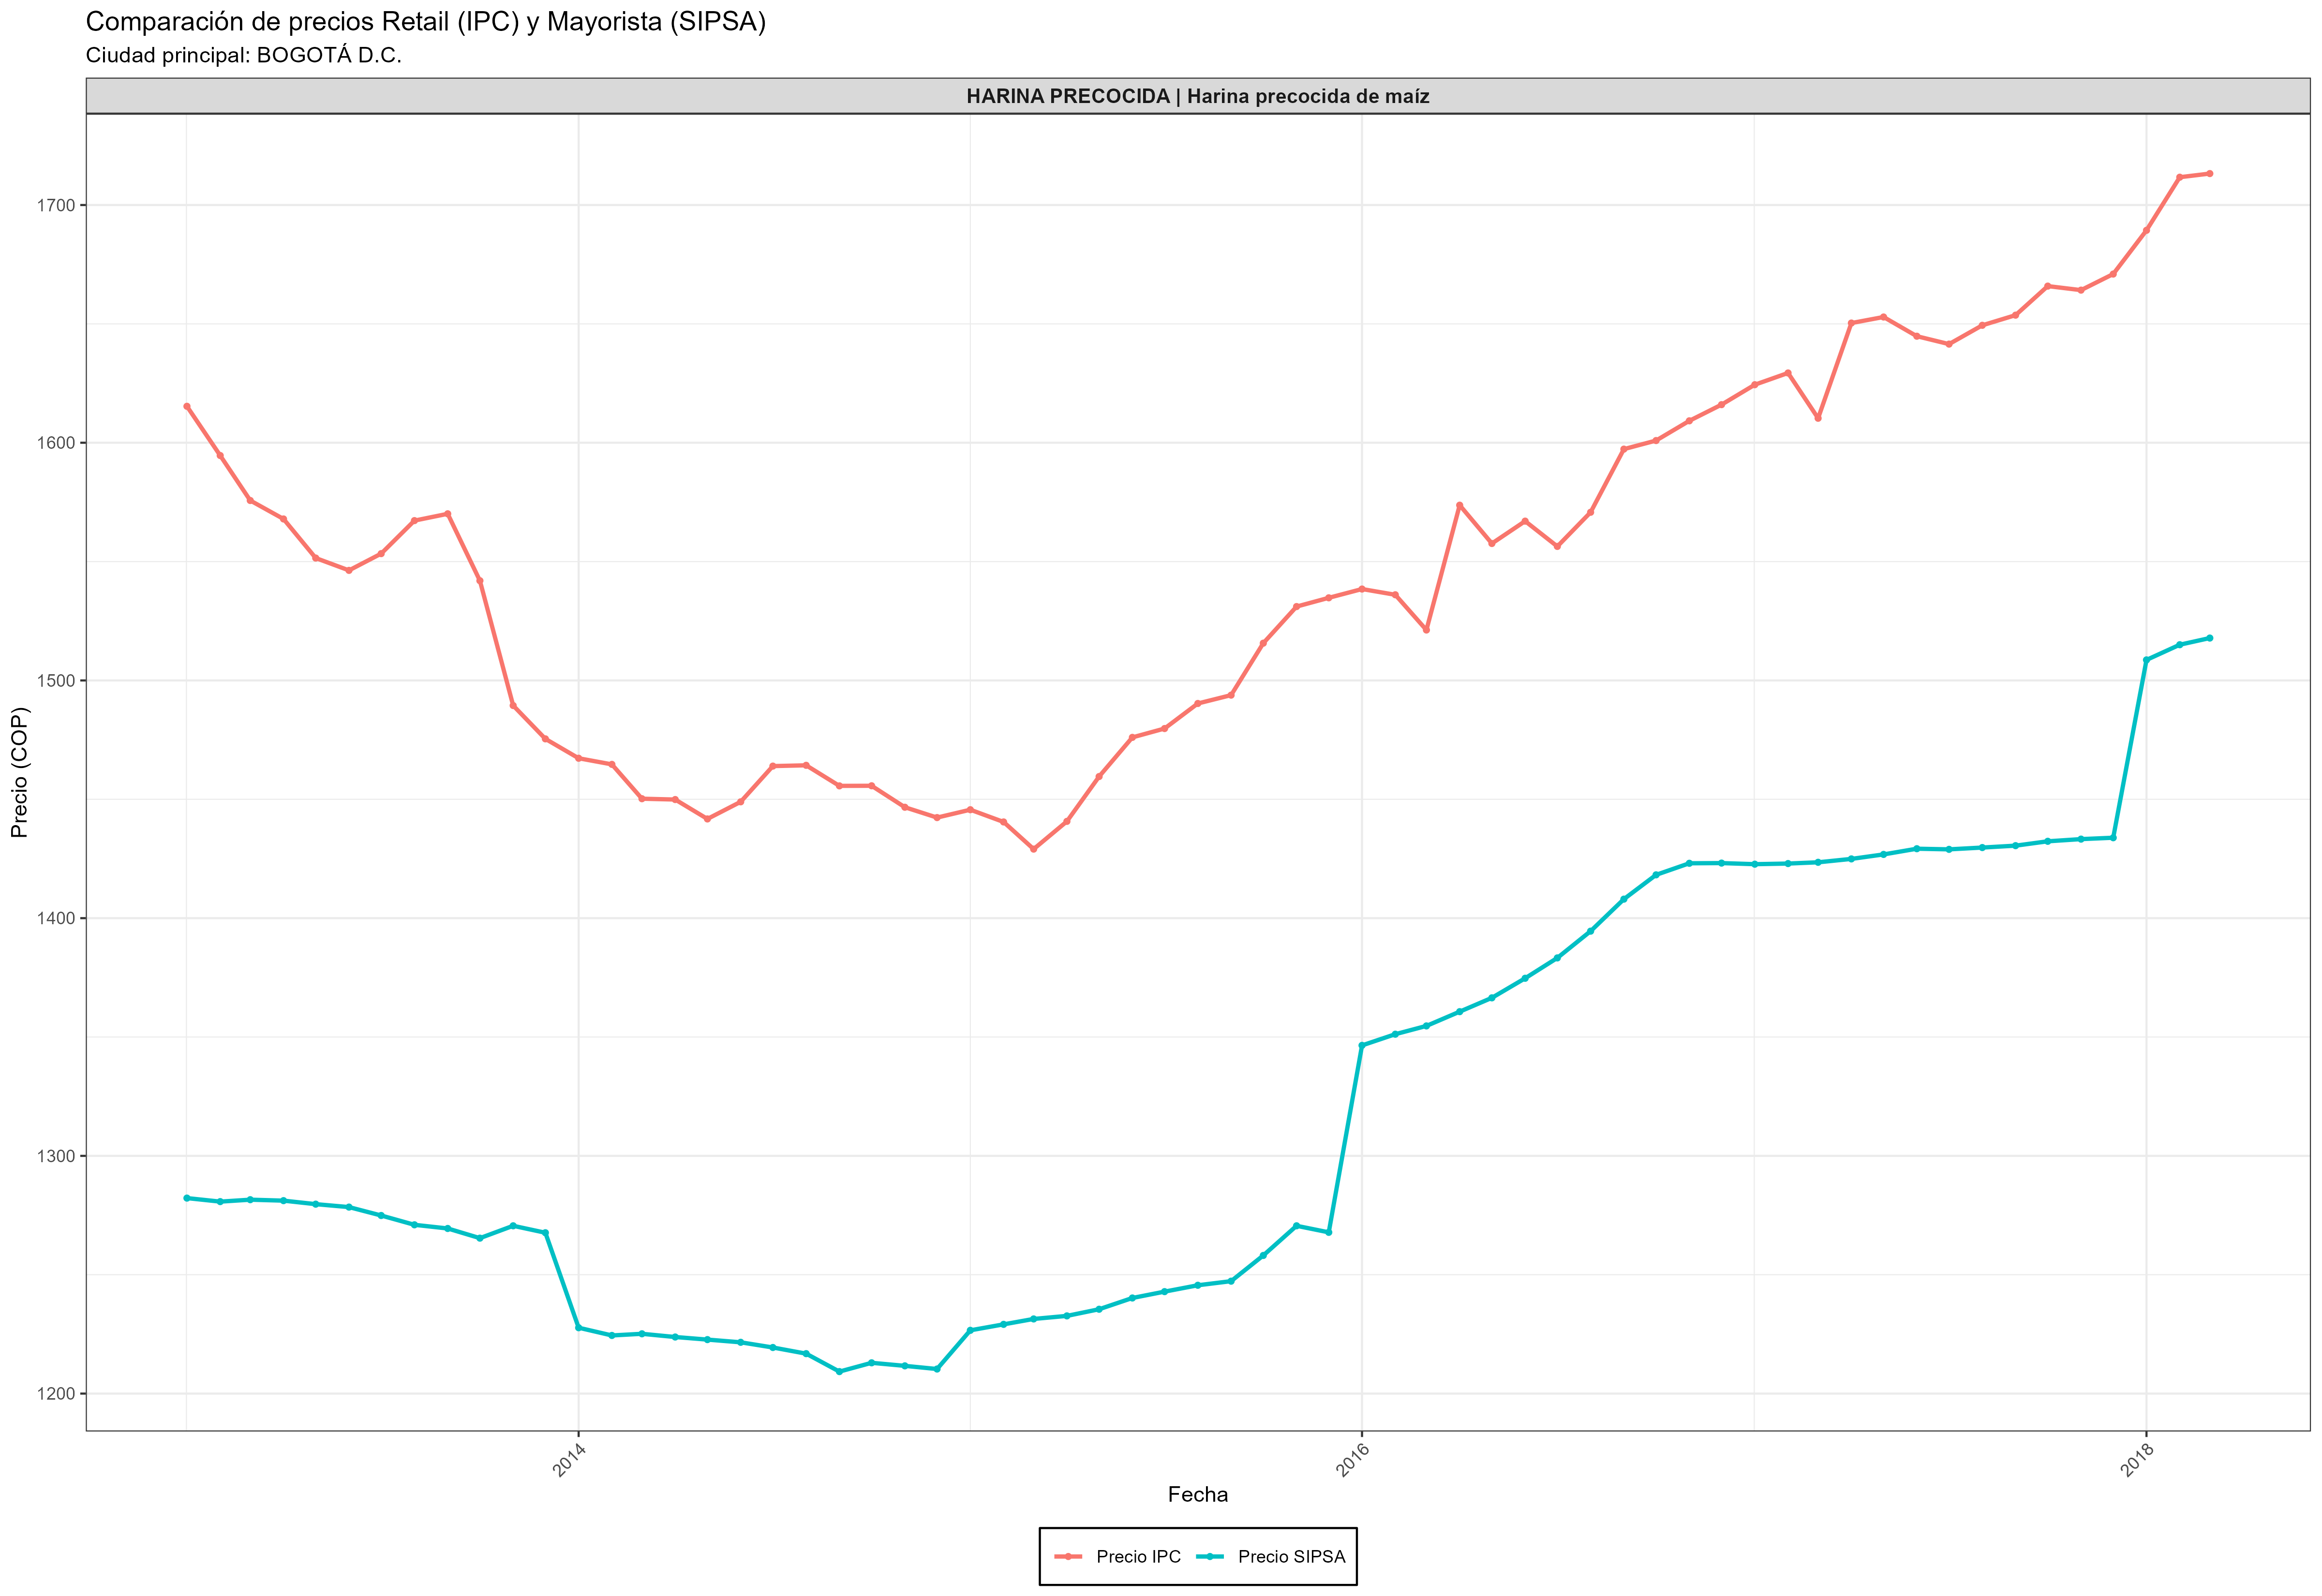 Comparación de precios Retail (IPC) y Mayorista (SIPSA)
Ciudad principal: BOGOTÁ D.C.
HARINA PRECOCIDA | Harina precocida de maíz
Precio (COP)
1700
1600
1500
1400
1300
1200
2014
2016
2018
Fecha
Precio IPC
Precio SIPSA